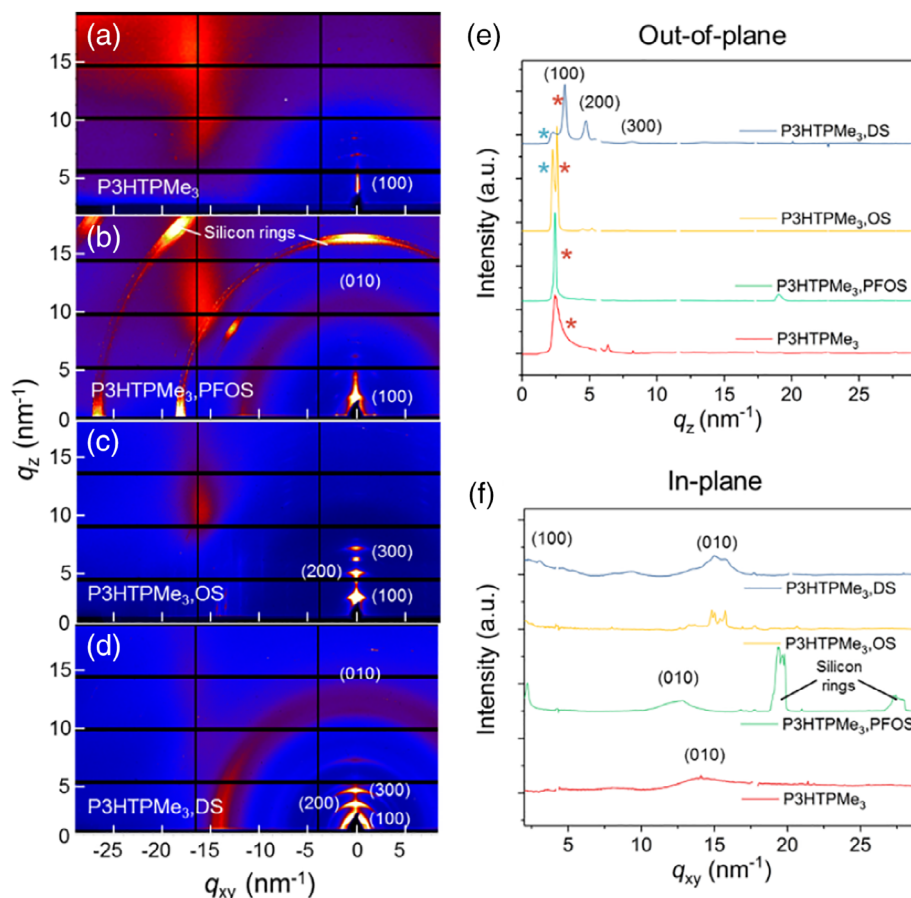 (a)
15
10
5
P3HTPMe₃
(100)
(b)
Silicon rings
15
(010)
10
5
P3HTPMe₃,PFOS
(100)
0
(c)
15
10
(300)
(200)
5
P3HTPMe₃,OS
(100)
0
(d)
(010)
15
10
5
(300)
P3HTPMe₃,DS
(200)
(100)
0
-25 -20 -15 -10 -5 0 5
qxy (nm⁻¹)
qz (nm⁻¹)
(e)
Out-of-plane
(100)
*
(200)
(300)
*
P3HTPMe₃,DS
* *
P3HTPMe₃,OS
*
P3HTPMe₃,PFOS
*
P3HTPMe₃
Intensity (a.u.)
0 5 10 15 20 25
qz (nm⁻¹)
(f)
In-plane
(100)
(010)
P3HTPMe₃,DS
P3HTPMe₃,OS
(010)
Silicon
rings
P3HTPMe₃,PFOS
(010)
P3HTPMe₃
Intensity (a.u.)
5 10 15 20 25
qxy (nm⁻¹)